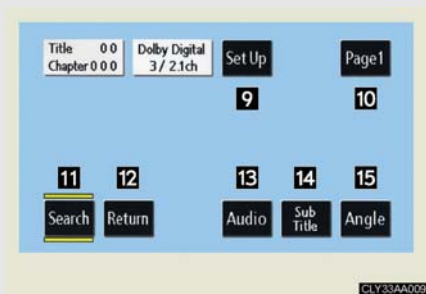 Title 0 0
Chapter 0 0 0
Dolby Digital
3 / 2.1ch
Set Up
Page1
9
10
11
12
13
14
15
Search
Return
Audio
Sub
Title
Angle
CLY33AA009